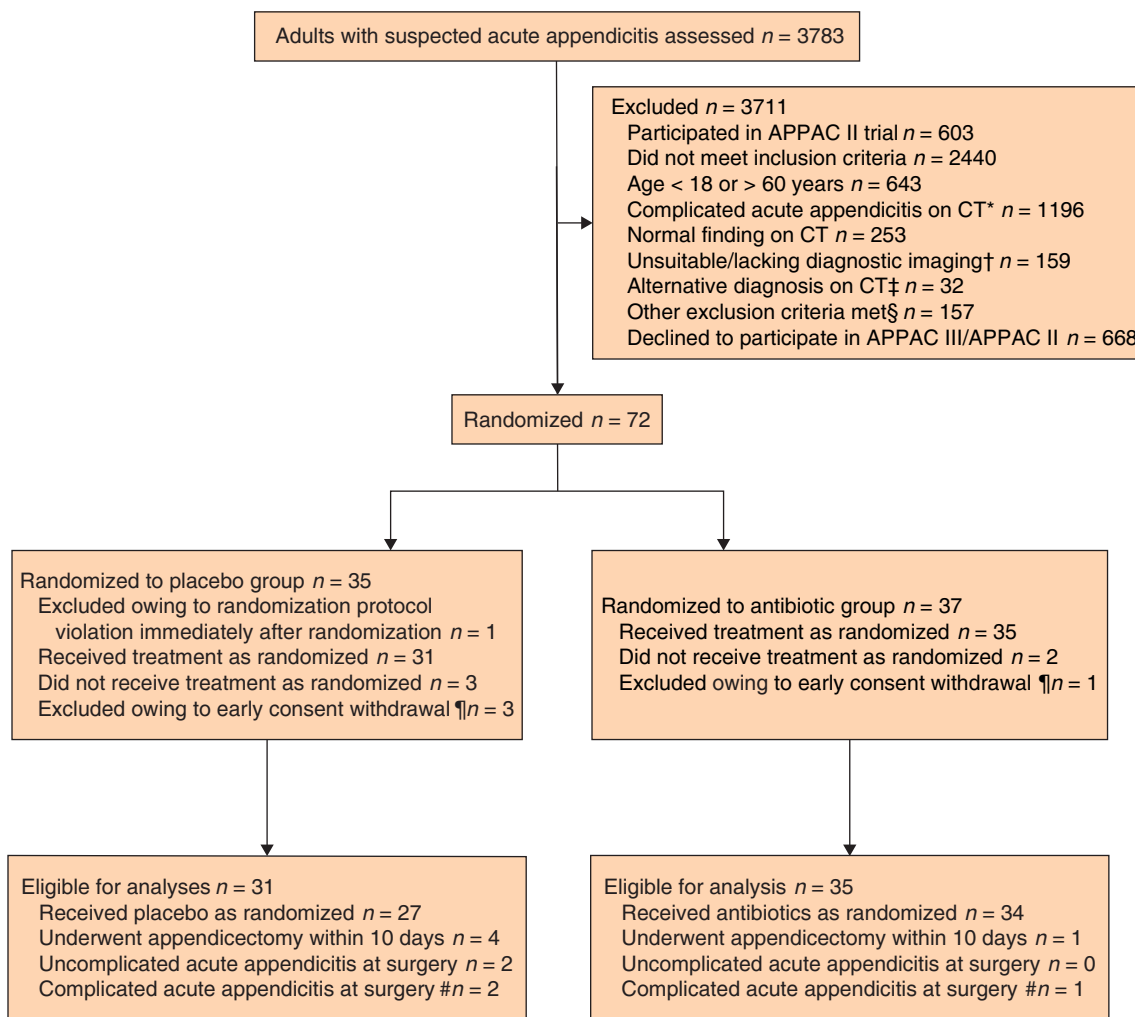 Adults with suspected acute appendicitis assessed n = 3783
Excluded n = 3711
Participated in APPAC II trial n = 603
Did not meet inclusion criteria n = 2440
Age < 18 or > 60 years n = 643
Complicated acute appendicitis on CT* n = 1196
Normal finding on CT n = 253
Unsuitable/lacking diagnostic imaging† n = 159
Alternative diagnosis on CT‡ n = 32
Other exclusion criteria met§ n = 157
Declined to participate in APPAC III/APPAC II n = 668
Randomized n = 72
Randomized to placebo group n = 35
Excluded owing to randomization protocol
violation immediately after randomization n = 1
Received treatment as randomized n = 31
Did not receive treatment as randomized n = 3
Excluded owing to early consent withdrawal ¶n = 3
Randomized to antibiotic group n = 37
Received treatment as randomized n = 35
Did not receive treatment as randomized n = 2
Excluded owing to early consent withdrawal ¶n = 1
Eligible for analyses n = 31
Received placebo as randomized n = 27
Underwent appendicectomy within 10 days n = 4
Uncomplicated acute appendicitis at surgery n = 2
Complicated acute appendicitis at surgery #n = 2
Eligible for analysis n = 35
Received antibiotics as randomized n = 34
Underwent appendicectomy within 10 days n = 1
Uncomplicated acute appendicitis at surgery n = 0
Complicated acute appendicitis at surgery #n = 1